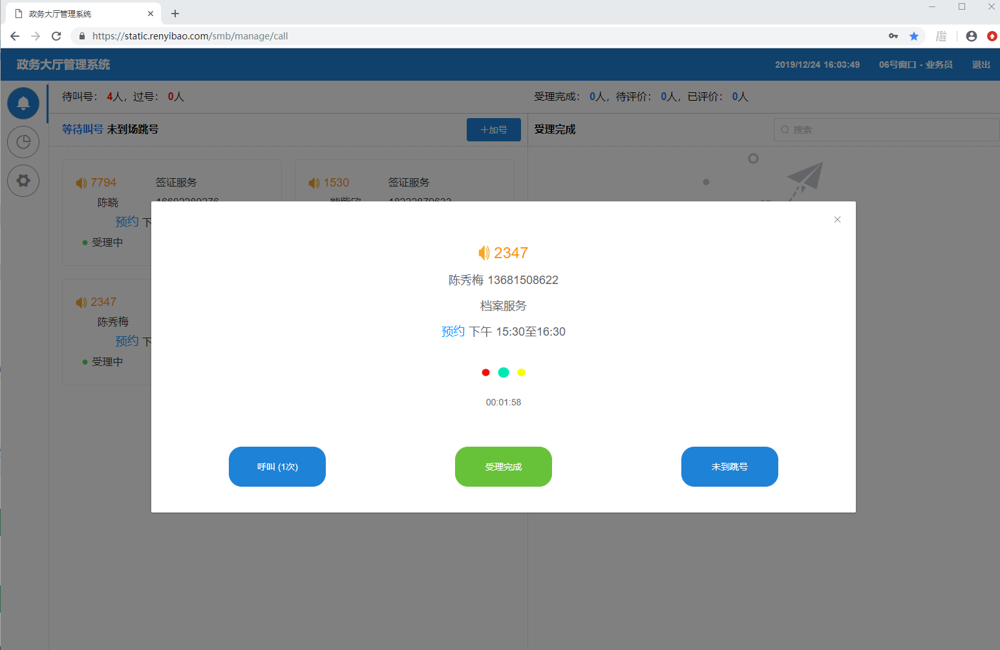 政务大厅管理系统
https://static.renyibao.com/smb/manage/call
政务大厅管理系统
2019/12/24 16:03:49 06号窗口 - 业务员 退出
待叫号： 4人，过号： 0人
受理完成： 0人，待评价： 0人，已评价： 0人
等待叫号 未到场跳号
+加号
受理完成
搜索
7794 签证服务
陈晓
预约 下
受理中
1530 签证服务
2347
陈秀梅
预约 下
受理中
2347
陈秀梅 13681508622
档案服务
预约 下午 15:30至16:30
00:01:58
呼叫 (1次)
受理完成
未到跳号